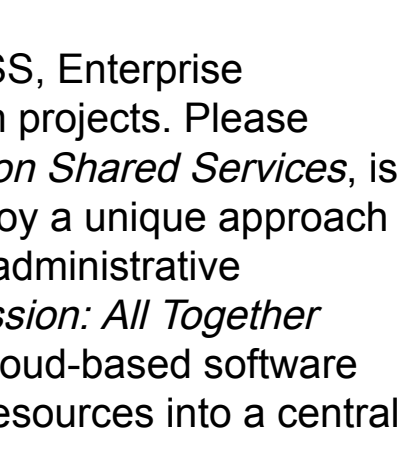 SS, Enterprise
n projects. Please
on Shared Services, is
oy a unique approach
administrative
ssion: All Together
oud-based software
esources into a central